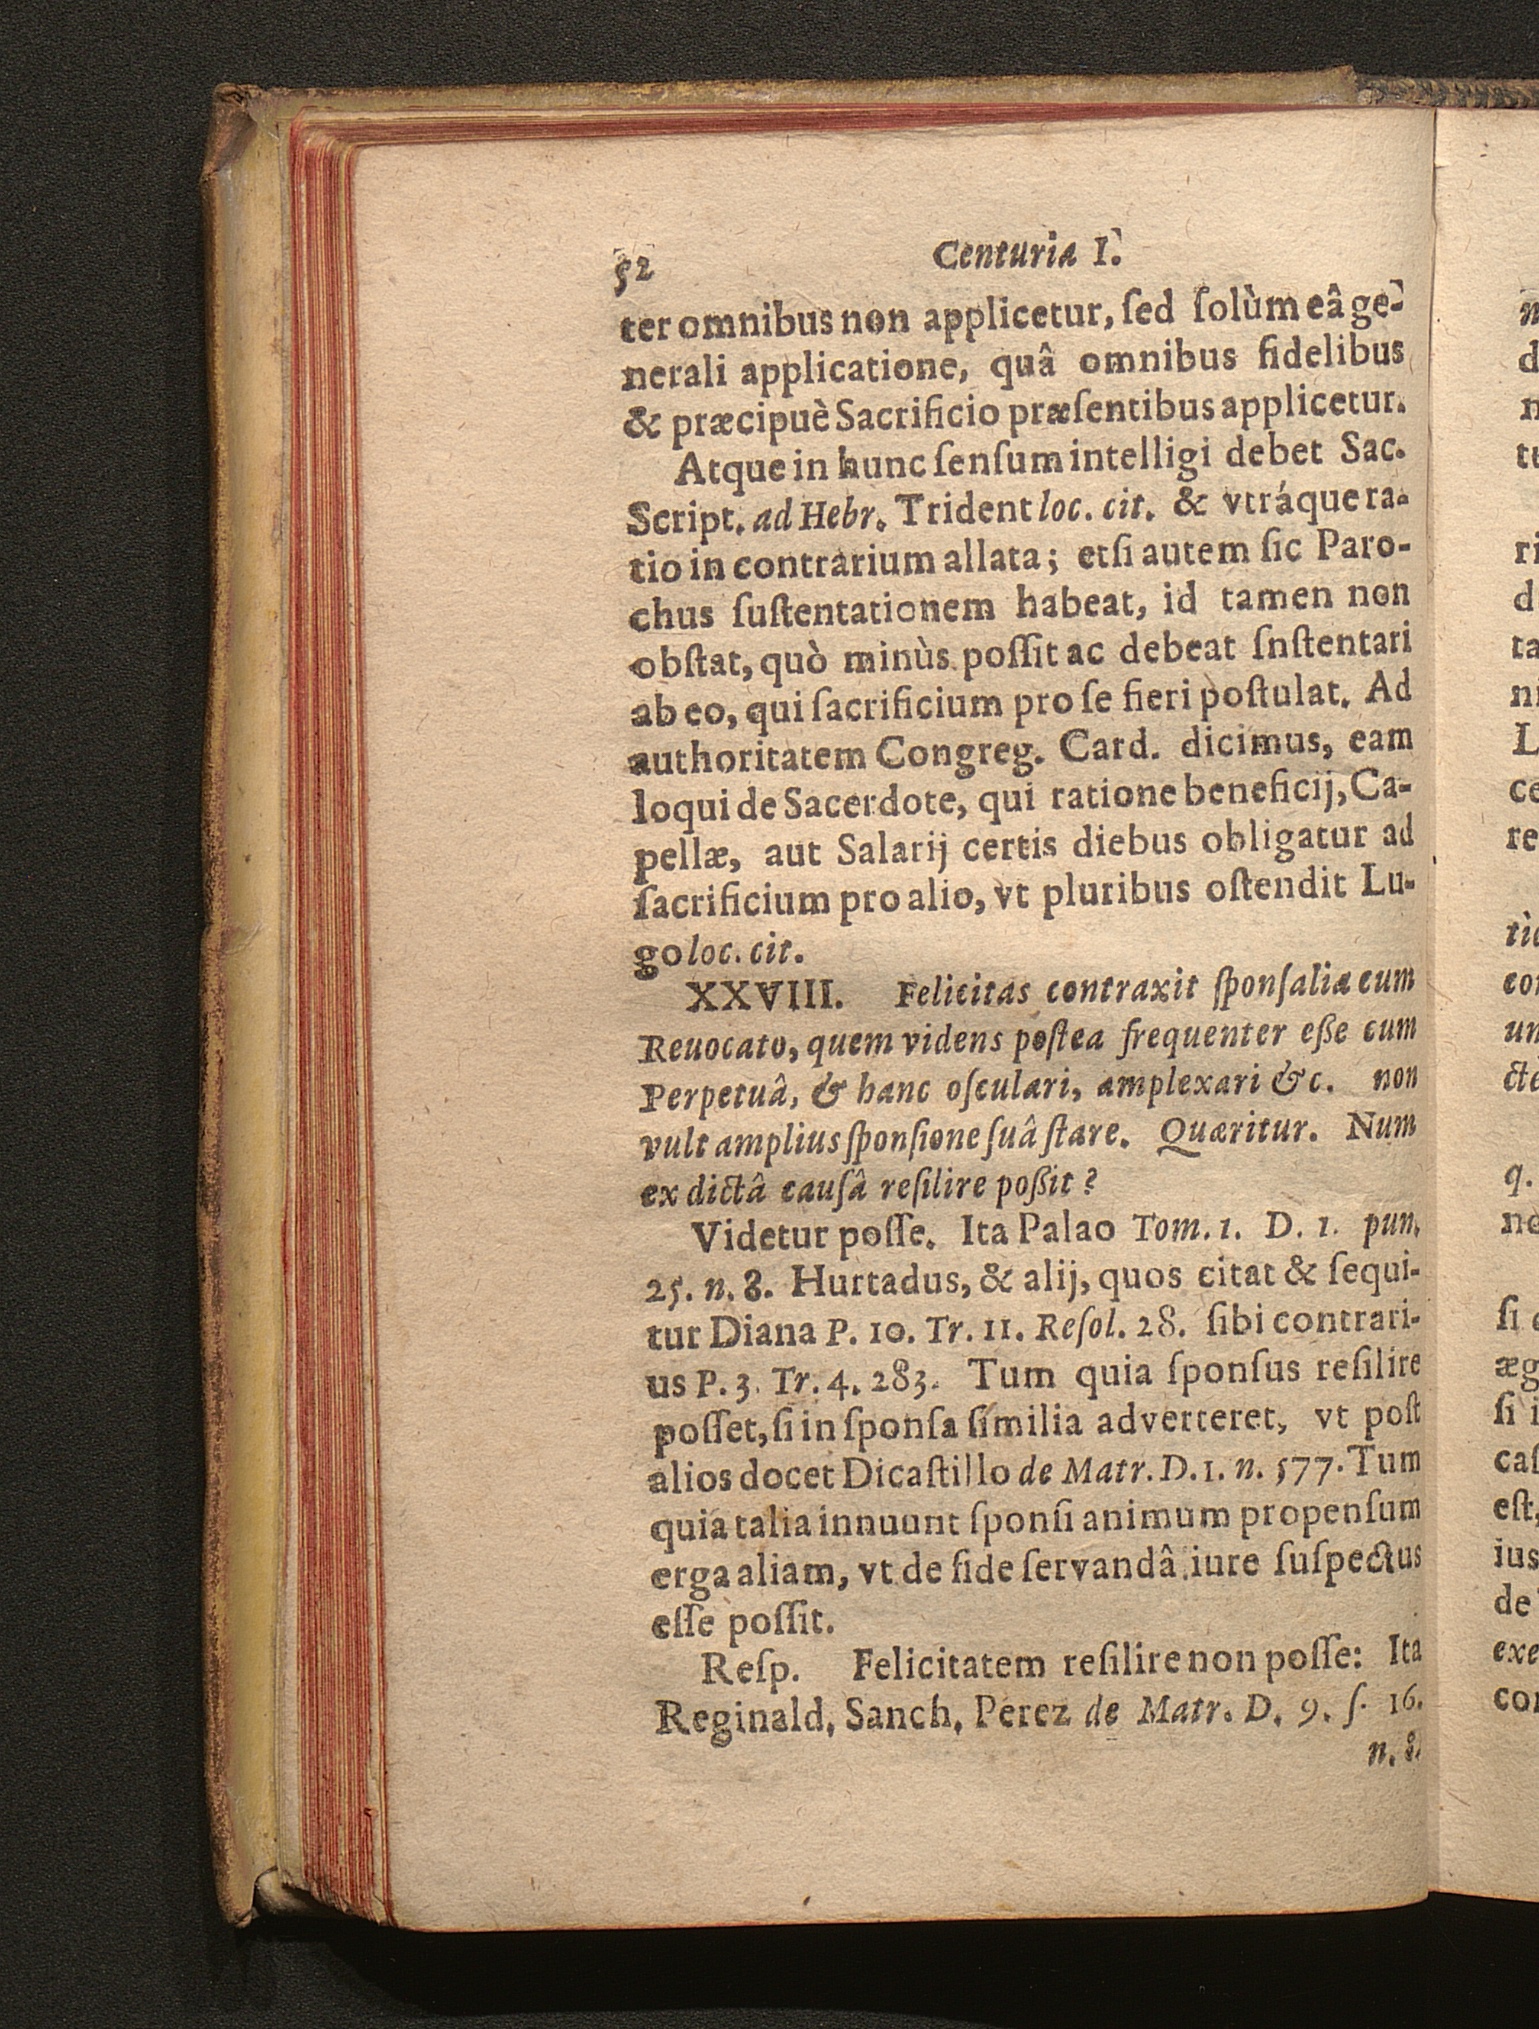 52 Centuria I.
ter omnibus non applicetur, ſed ſolùm eâ ge-
nerali applicatione, quâ omnibus fidelibus
& præcipuè Sacrificio præſentibus applicetur.
Atque in hunc ſenſum intelligi debet Sac.
Script. ad Hebr. Trident loc. cit. & vtráque ra-
tio in contrarium allata; etſi autem ſic Paro-
chus ſuſtentationem habeat, id tamen non
obſtat, quò minùs poſſit ac debeat ſnſtentari
ab eo, qui ſacrificium pro ſe fieri poſtulat. Ad
authoritatem Congreg. Card. dicimus, eam
loqui de Sacerdote, qui ratione beneficij, Ca-
pellæ, aut Salarij certis diebus obligatur ad
ſacrificium pro alio, vt pluribus oſtendit Lu-
go loc. cit.
XXVIII. Felicitas contraxit ſponſalia cum
Reuocato, quem videns poſtea frequenter eſſe cum
Perpetuâ, & hanc oſculari, amplexari &c. non
vult amplius ſponſione ſuâ ſtare. Quæritur. Num
ex dictâ cauſâ reſilire poßit?
Videtur poſſe. Ita Palao Tom. 1. D. 1. pun.
25. n. 8. Hurtadus, & alij, quos citat & ſequi-
tur Diana P. 10. Tr. 11. Reſol. 28. ſibi contrari-
us P. 3. Tr. 4. 283. Tum quia ſponſus reſilire
poſſet, ſi in ſponſa ſimilia adverteret, vt poſt
alios docet Dicaſtillo de Matr. D. 1. n. 577. Tum
quia talia innuunt ſponſi animum propenſum
erga aliam, vt de fide ſervandâ iure ſuſpectus
eſſe poſſit.
Reſp. Felicitatem reſilire non poſſe: Ita
Reginald, Sanch, Perez de Matr. D. 9. ſ. 16.
n. 8.